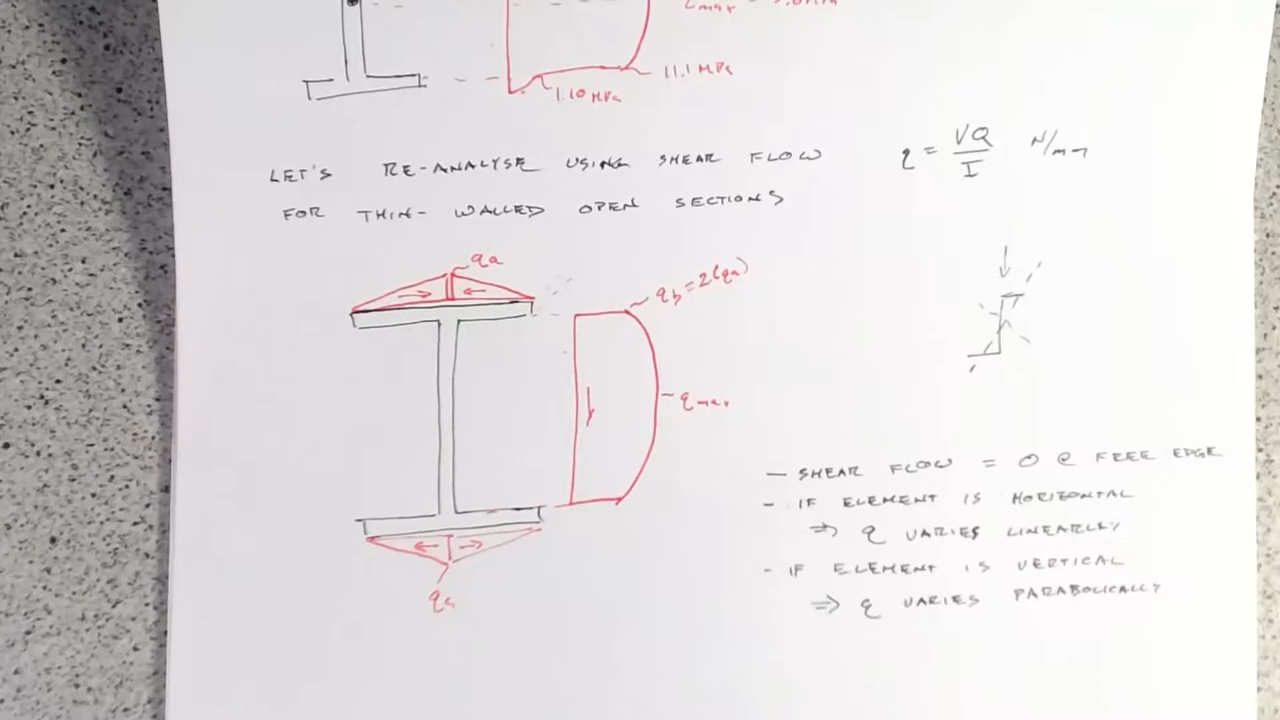 11.1 MPa
1.10 MPa
LET'S RE-ANALYSE USING SHEAR FLOW
FOR THIN-WALLED OPEN SECTIONS
q = VQ/I N/mm
qa
qb = 2(qa)
qmax
qa
— SHEAR FLOW = 0 @ FREE EDGE
- IF ELEMENT IS HORIZONTAL
⇒ q VARIES LINEARLY
- IF ELEMENT IS VERTICAL
⇒ q VARIES PARABOLICALLY